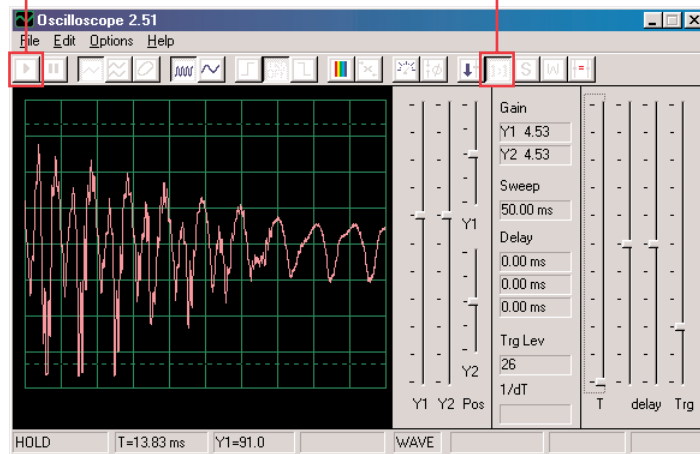 Oscilloscope 2.51
File Edit Options Help
S W
Gain
Y1 4.53
Y2 4.53
Sweep
50.00 ms
Delay
0.00 ms
0.00 ms
0.00 ms
Trg Lev
26
1/dT
Y1
Y2
Y1 Y2 Pos
T delay Trg
HOLD T=13.83 ms Y1=91.0 WAVE